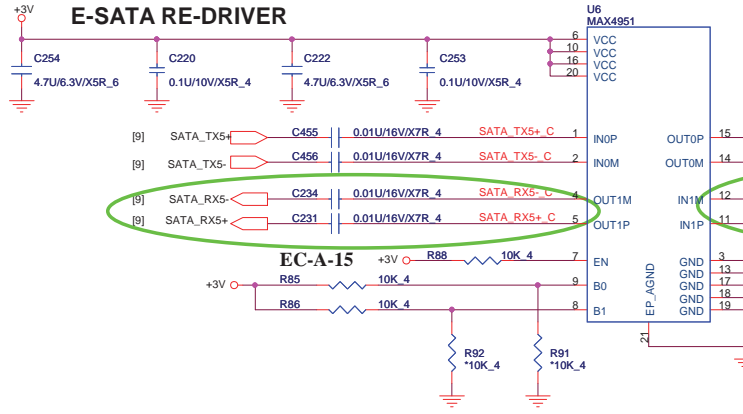 +3V
E-SATA RE-DRIVER
U6
MAX4951
C254
4.7U/6.3V/X5R_6
C220
0.1U/10V/X5R_4
C222
4.7U/6.3V/X5R_6
C253
0.1U/10V/X5R_4
6 VCC
10 VCC
16 VCC
20 VCC
[9] SATA_TX5+ C455 0.01U/16V/X7R_4 SATA_TX5+_C 1 IN0P OUT0P 15
[9] SATA_TX5- C456 0.01U/16V/X7R_4 SATA_TX5-_C 2 IN0M OUT0M 14
[9] SATA_RX5- C234 0.01U/16V/X7R_4 SATA_RX5-_C 4 OUT1M IN1M 12
[9] SATA_RX5+ C231 0.01U/16V/X7R_4 SATA_RX5+_C 5 OUT1P IN1P 11
EC-A-15
+3V R88 10K_4 7 EN GND 3
GND 13
+3V R85 10K_4 9 B0 GND 17
GND 18
R86 10K_4 8 B1 GND 19
EP_AGND
21
R92
*10K_4
R91
*10K_4